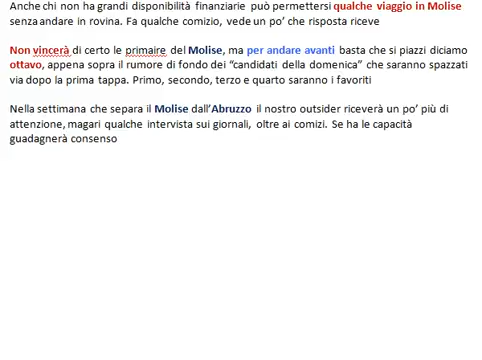 Anche chi non ha grandi disponibilità finanziarie può permettersi qualche viaggio in Molise
senza andare in rovina. Fa qualche comizio, vede un po' che risposta riceve
Non vincerà di certo le primaire del Molise, ma per andare avanti basta che si piazzi diciamo
ottavo, appena sopra il rumore di fondo dei “candidati della domenica” che saranno spazzati
via dopo la prima tappa. Primo, secondo, terzo e quarto saranno i favoriti
Nella settimana che separa il Molise dall'Abruzzo il nostro outsider riceverà un po' più di
attenzione, magari qualche intervista sui giornali, oltre ai comizi. Se ha le capacità
guadagnerà consenso